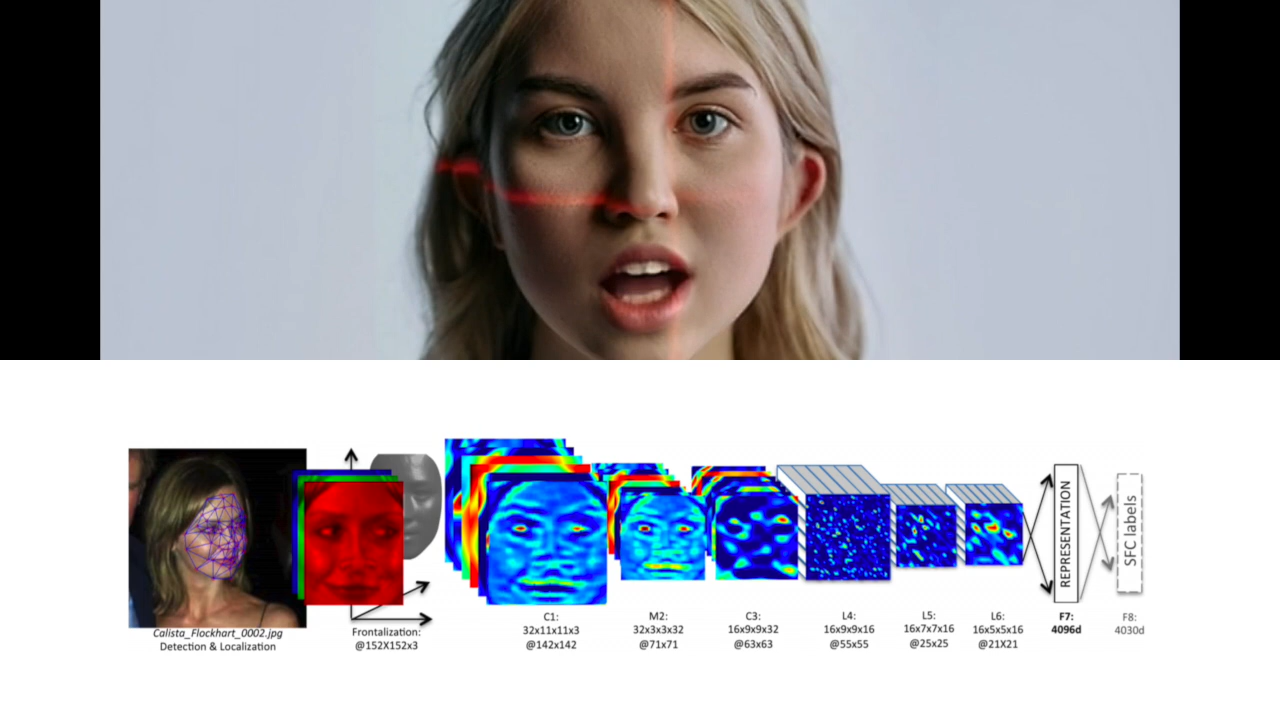 Calista_Flockhart_0002.jpg
Detection & Localization
Frontalization:
@152X152x3
C1:
32x11x11x3
@142x142
M2:
32x3x3x32
@71x71
C3:
16x9x9x32
@63x63
L4:
16x9x9x16
@55x55
L5:
16x7x7x16
@25x25
L6:
16x5x5x16
@21X21
REPRESENTATION
F7:
4096d
SFC labels
F8:
4030d